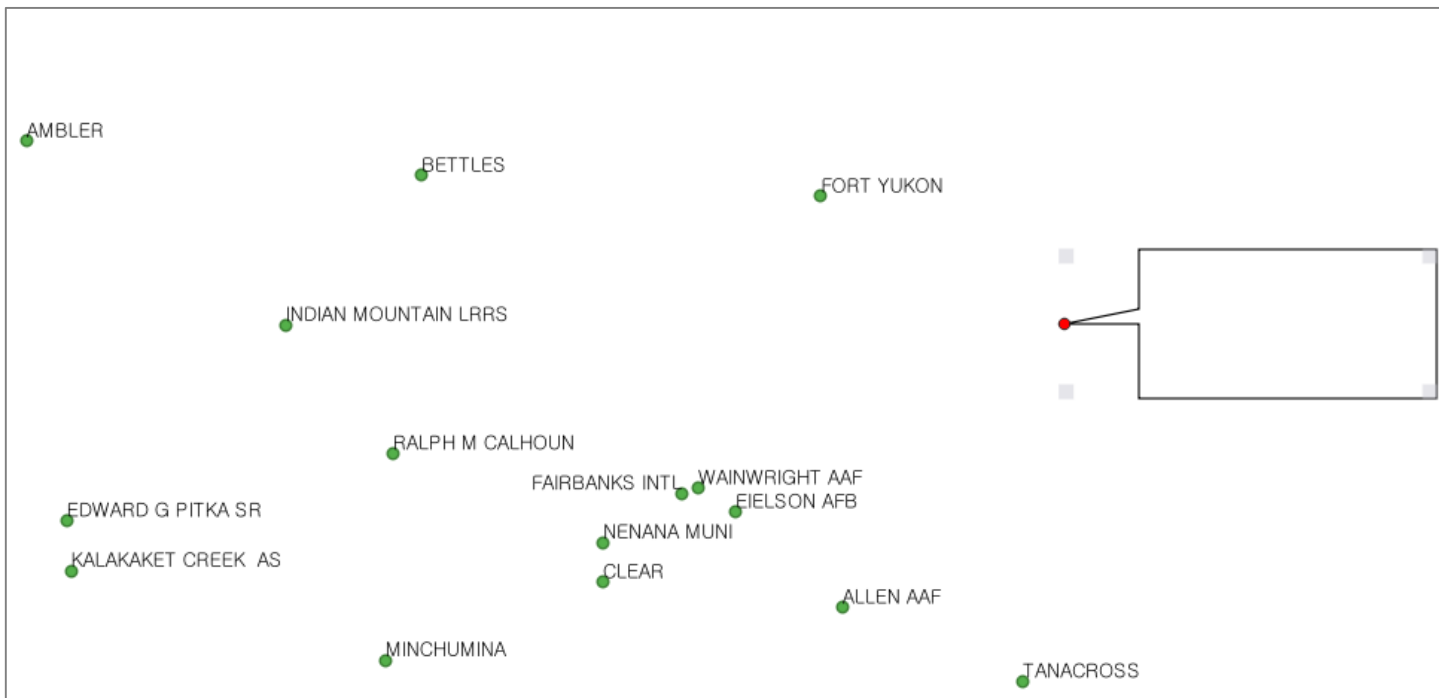 AMBLER
BETTLES
FORT YUKON
INDIAN MOUNTAIN LRRS
RALPH M CALHOUN
WAINWRIGHT AAF
FAIRBANKS INTL
EIELSON AFB
EDWARD G PITKA SR
NENANA MUNI
KALAKAKET CREEK  AS
CLEAR
ALLEN AAF
MINCHUMINA
TANACROSS